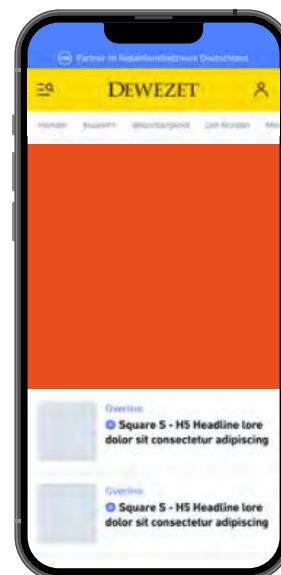 Partner im RedaktionsNetzwerk Deutschland
DEWEZET
Overline
Square S - H5 Headline lore
dolor sit consectetur adipiscing
Overline
Square S - H5 Headline lore
dolor sit consectetur adipiscing